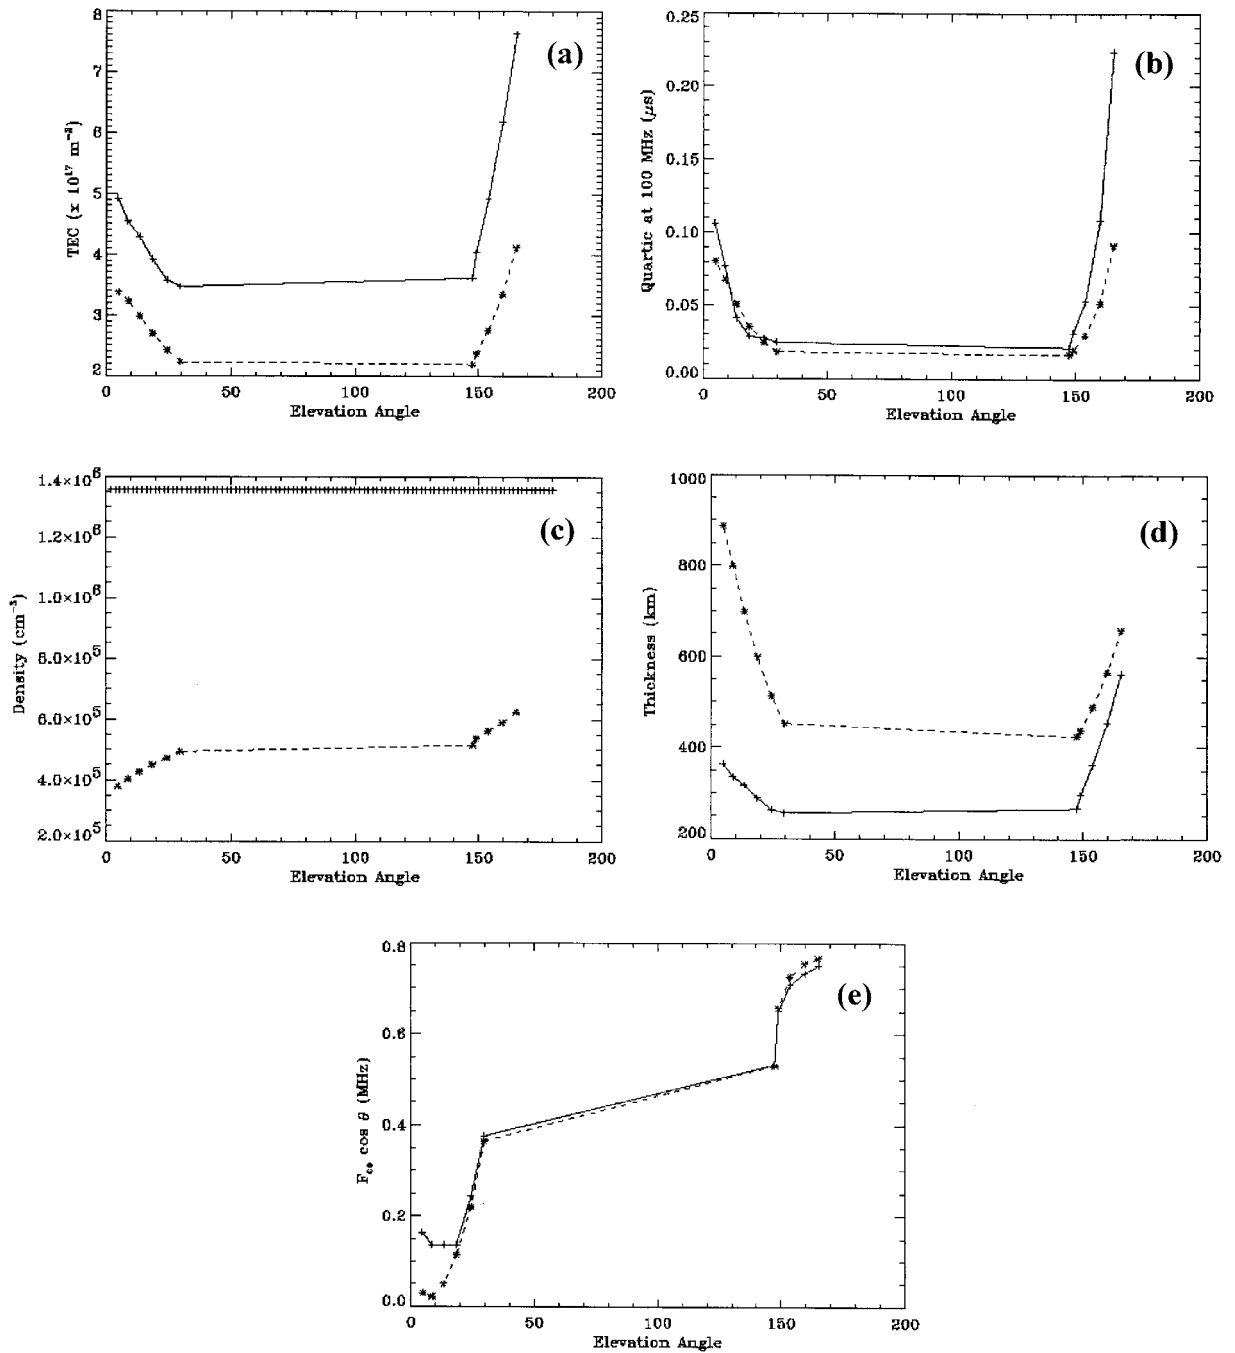 (a)
TEC (x 10¹⁷ m⁻²)
8
7
6
5
4
3
2
0 50 100 150 200
Elevation Angle
(b)
Quartic at 100 MHz (μs)
0.25
0.20
0.15
0.10
0.05
0.00
0 50 100 150 200
Elevation Angle
(c)
Density (cm⁻³)
1.4×10⁶
1.2×10⁶
1.0×10⁶
8.0×10⁵
6.0×10⁵
4.0×10⁵
2.0×10⁵
0 50 100 150 200
Elevation Angle
(d)
Thickness (km)
1000
800
600
400
200
0 50 100 150 200
Elevation Angle
(e)
F_ce cos θ (MHz)
0.8
0.6
0.4
0.2
0.0
0 50 100 150 200
Elevation Angle